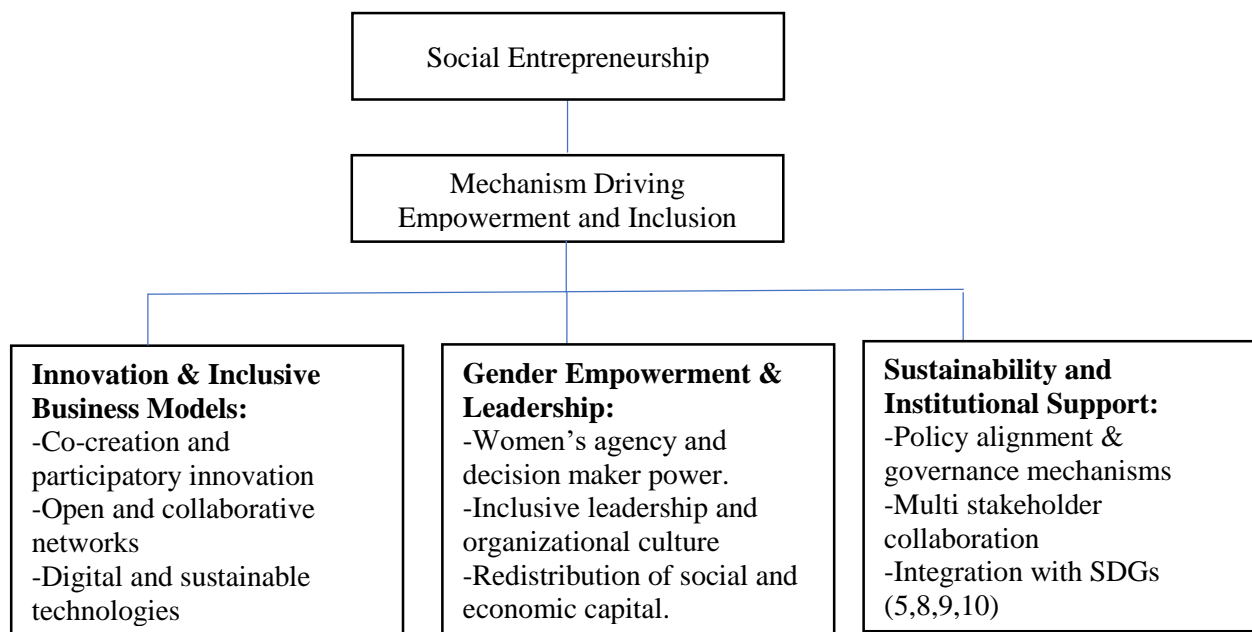 Social Entrepreneurship
Mechanism Driving
Empowerment and Inclusion
Innovation & Inclusive
Business Models:
-Co-creation and
participatory innovation
-Open and collaborative
networks
-Digital and sustainable
technologies
Gender Empowerment &
Leadership:
-Women’s agency and
decision maker power.
-Inclusive leadership and
organizational culture
-Redistribution of social and
economic capital.
Sustainability and
Institutional Support:
-Policy alignment &
governance mechanisms
-Multi stakeholder
collaboration
-Integration with SDGs
(5,8,9,10)